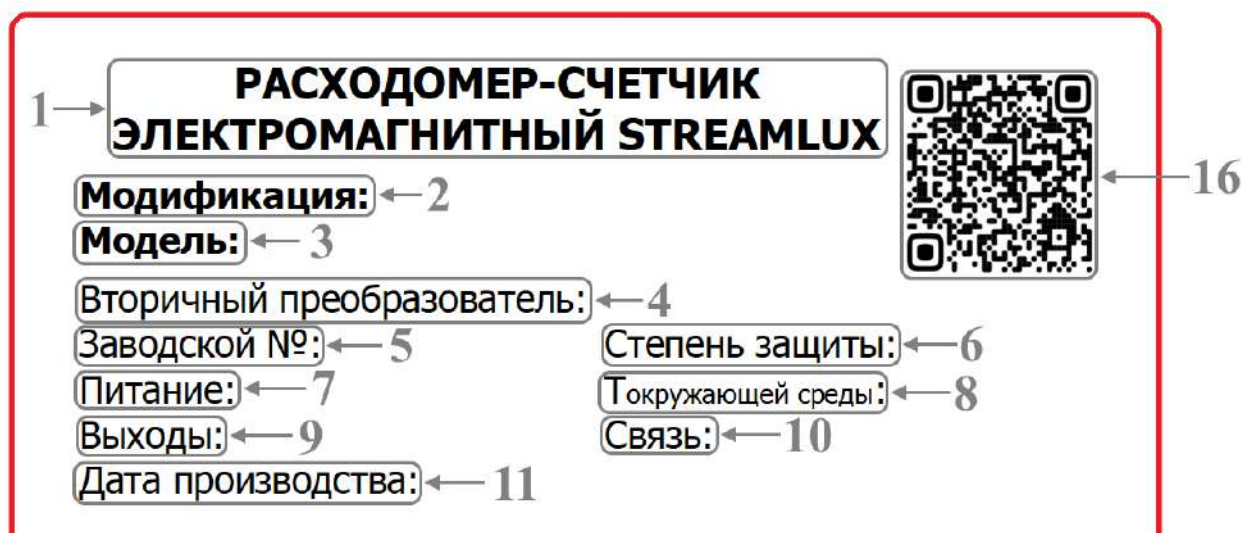 1
РАСХОДОМЕР-СЧЕТЧИК
ЭЛЕКТРОМАГНИТНЫЙ STREAMLUX
16
Модификация: 2
Модель: 3
Вторичный преобразователь: 4
Заводской №: 5 Степень защиты: 6
Питание: 7 Токружающей среды: 8
Выходы: 9 Связь: 10
Дата производства: 11